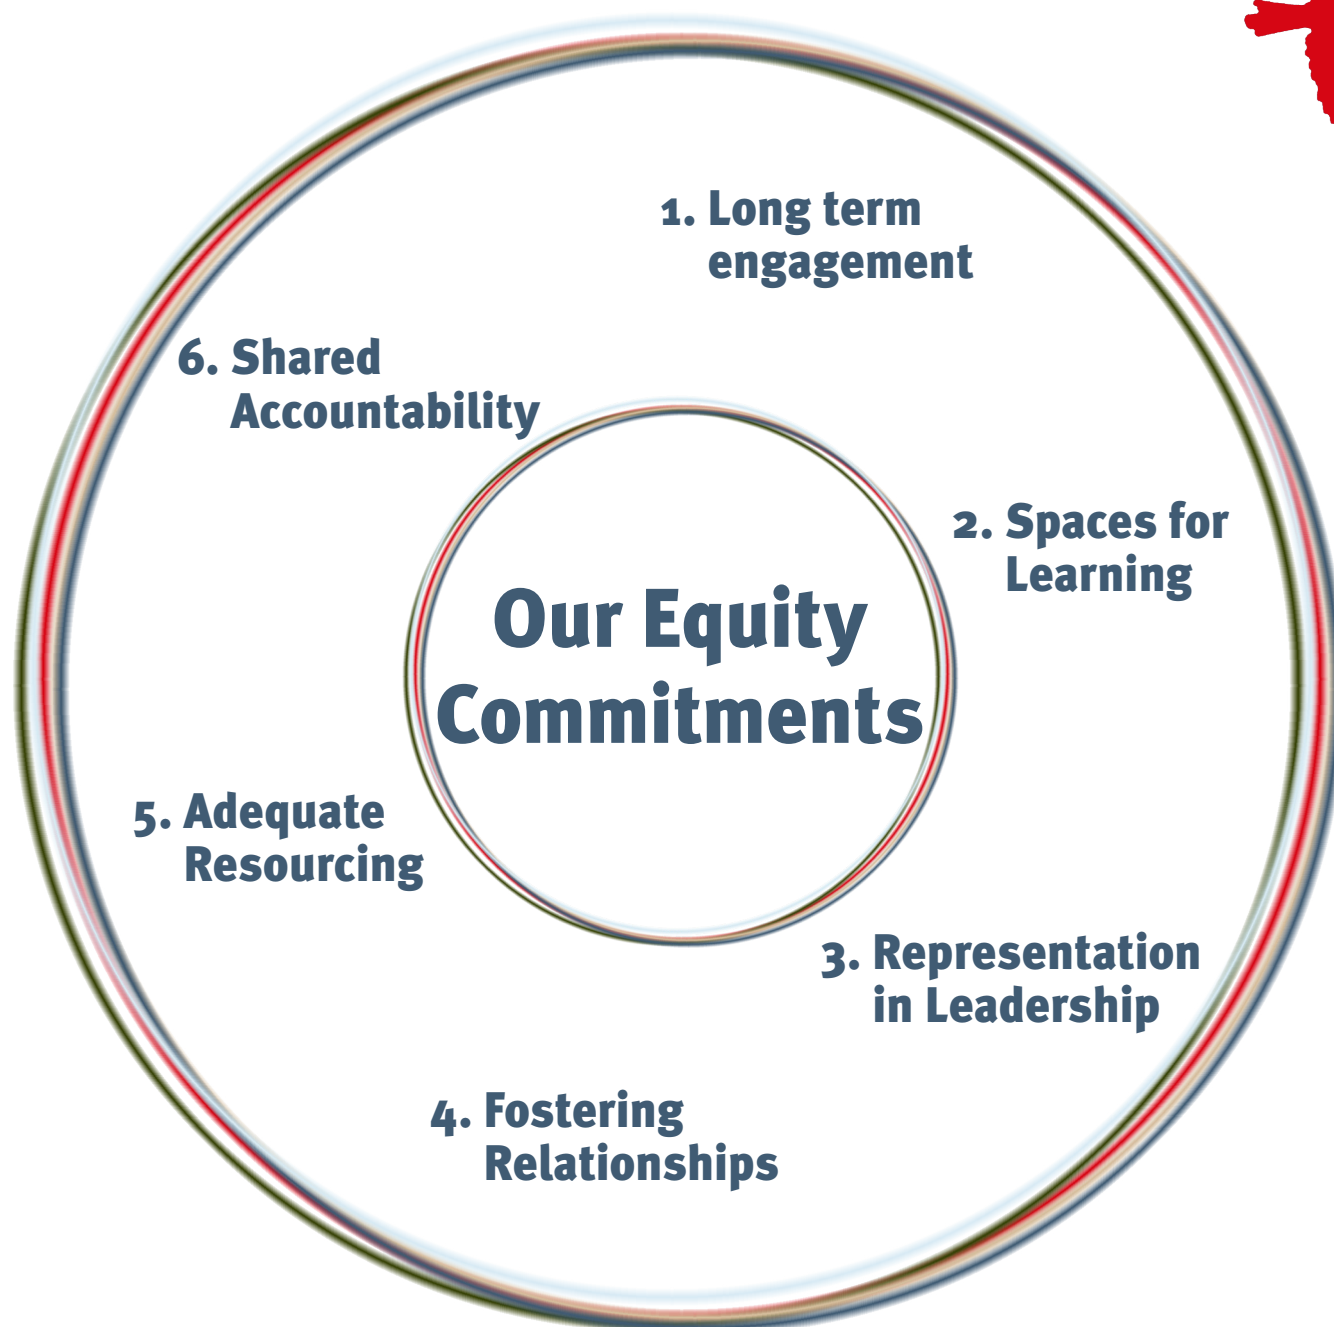 Our Equity
Commitments
1. Long term
engagement
2. Spaces for
Learning
3. Representation
in Leadership
4. Fostering
Relationships
5. Adequate
Resourcing
6. Shared
Accountability